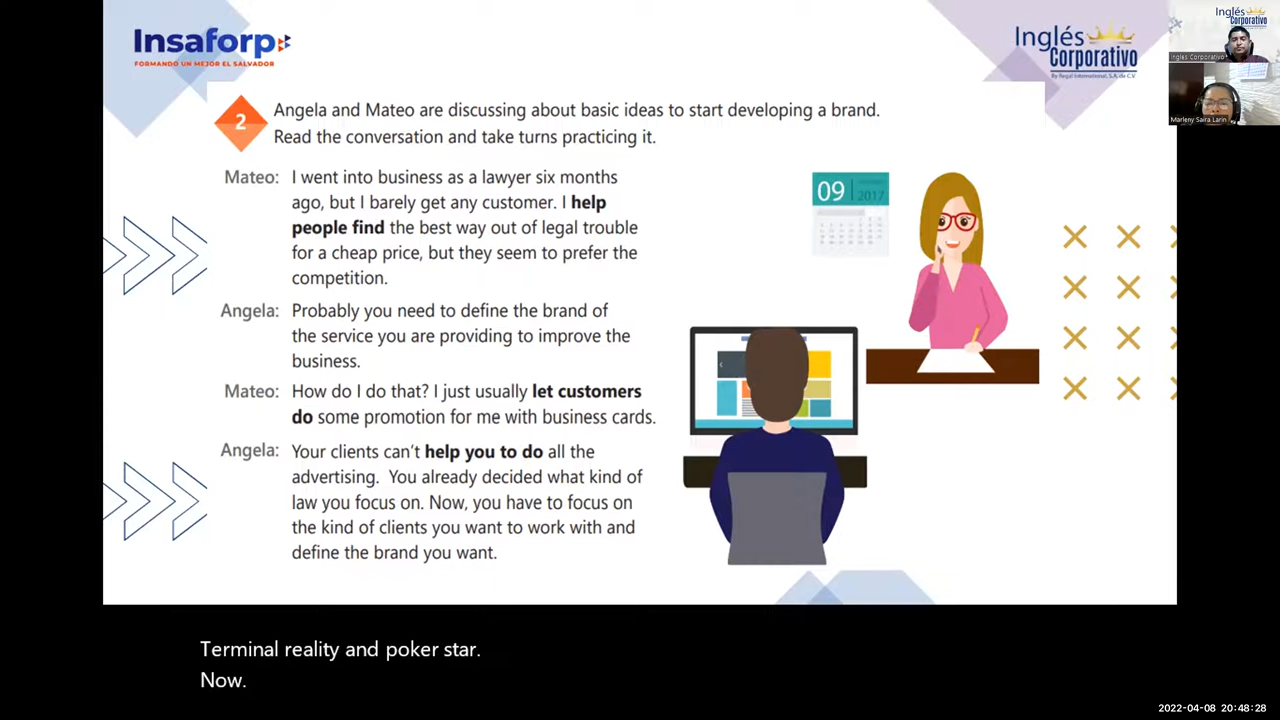 Insaforp
FORMANDO UN MEJOR EL SALVADOR
Inglés
Corporativo
By Regal International, S.A. de C.V.
Inglés
Corporativo
Inglés Corporativo
Marleny Saira Larin
2
Angela and Mateo are discussing about basic ideas to start developing a brand.
Read the conversation and take turns practicing it.
Mateo: I went into business as a lawyer six months
ago, but I barely get any customer. I help
people find the best way out of legal trouble
for a cheap price, but they seem to prefer the
competition.
Angela: Probably you need to define the brand of
the service you are providing to improve the
business.
Mateo: How do I do that? I just usually let customers
do some promotion for me with business cards.
Angela: Your clients can't help you to do all the
advertising. You already decided what kind of
law you focus on. Now, you have to focus on
the kind of clients you want to work with and
define the brand you want.
09
2017
Terminal reality and poker star.
Now.
2022-04-08 20:48:28